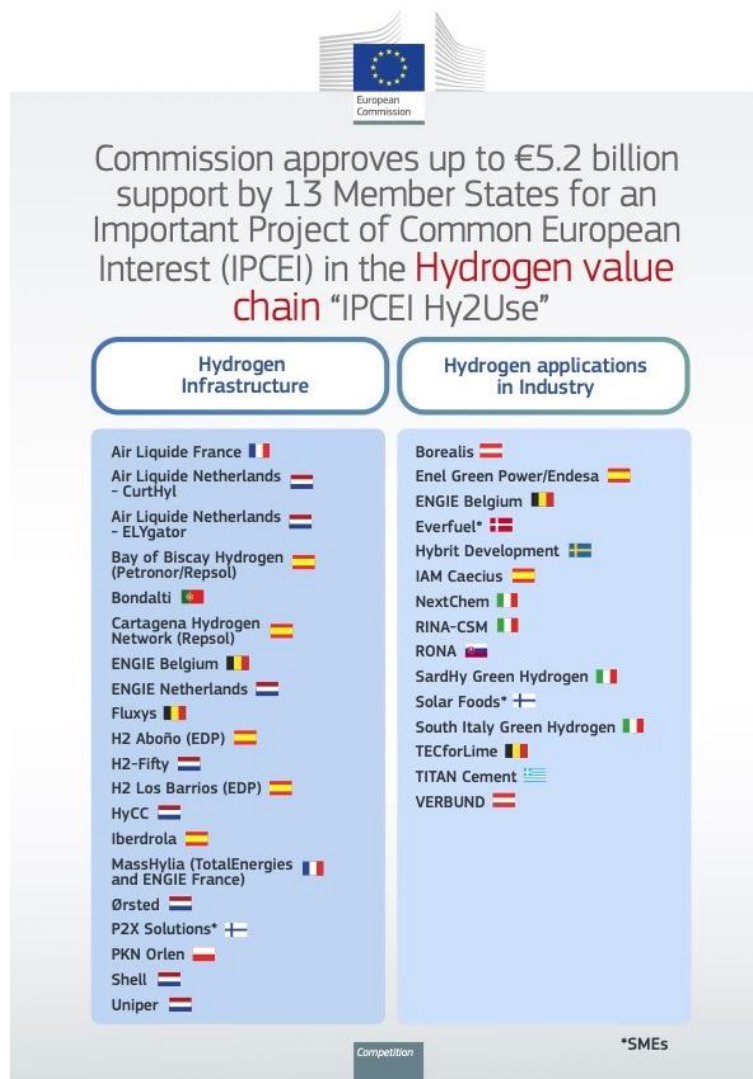 European
Commission
Commission approves up to €5.2 billion
support by 13 Member States for an
Important Project of Common European
Interest (IPCEI) in the Hydrogen value
chain “IPCEI Hy2Use”
Hydrogen
Infrastructure
Air Liquide France
Air Liquide Netherlands
- CurtHyl
Air Liquide Netherlands
- ELYgator
Bay of Biscay Hydrogen
(Petronor/Repsol)
Bondalti
Cartagena Hydrogen
Network (Repsol)
ENGIE Belgium
ENGIE Netherlands
Fluxys
H2 Aboño (EDP)
H2-Fifty
H2 Los Barrios (EDP)
HyCC
Iberdrola
MassHylia (TotalEnergies
and ENGIE France)
Ørsted
P2X Solutions*
PKN Orlen
Shell
Uniper
Hydrogen applications
in Industry
Borealis
Enel Green Power/Endesa
ENGIE Belgium
Everfuel*
Hybrit Development
IAM Caecius
NextChem
RINA-CSM
RONA
SardHy Green Hydrogen
Solar Foods*
South Italy Green Hydrogen
TECforLime
TITAN Cement
VERBUND
*SMEs
Competition